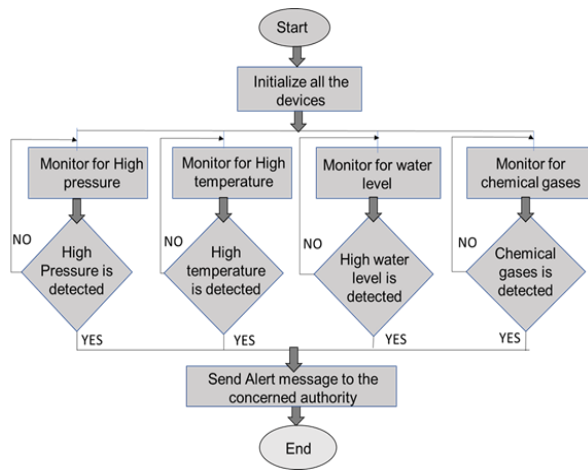 Start
Initialize all the
devices
Monitor for High
pressure
Monitor for High
temperature
Monitor for water
level
Monitor for
chemical gases
NO
High
Pressure is
detected
NO
High
temperature
is detected
NO
High water
level is
detected
NO
Chemical
gases is
detected
YES
YES
YES
YES
Send Alert message to the
concerned authority
End